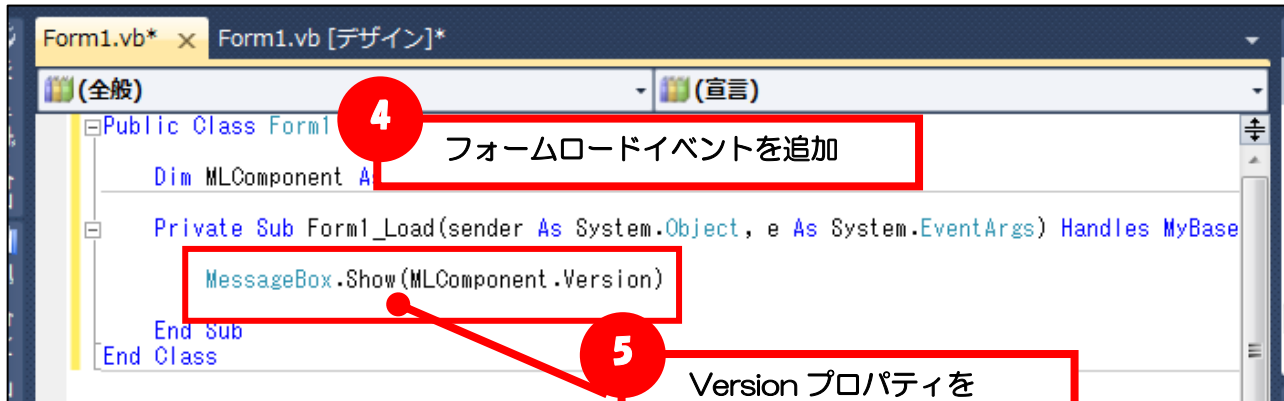 Form1.vb* × Form1.vb [デザイン]*
(全般) (宣言)
Public Class Form1
4
フォームロードイベントを追加
Dim MLComponent As
Private Sub Form1_Load(sender As System.Object, e As System.EventArgs) Handles MyBase
MessageBox.Show(MLComponent.Version)
End Sub
End Class
5
Version プロパティを